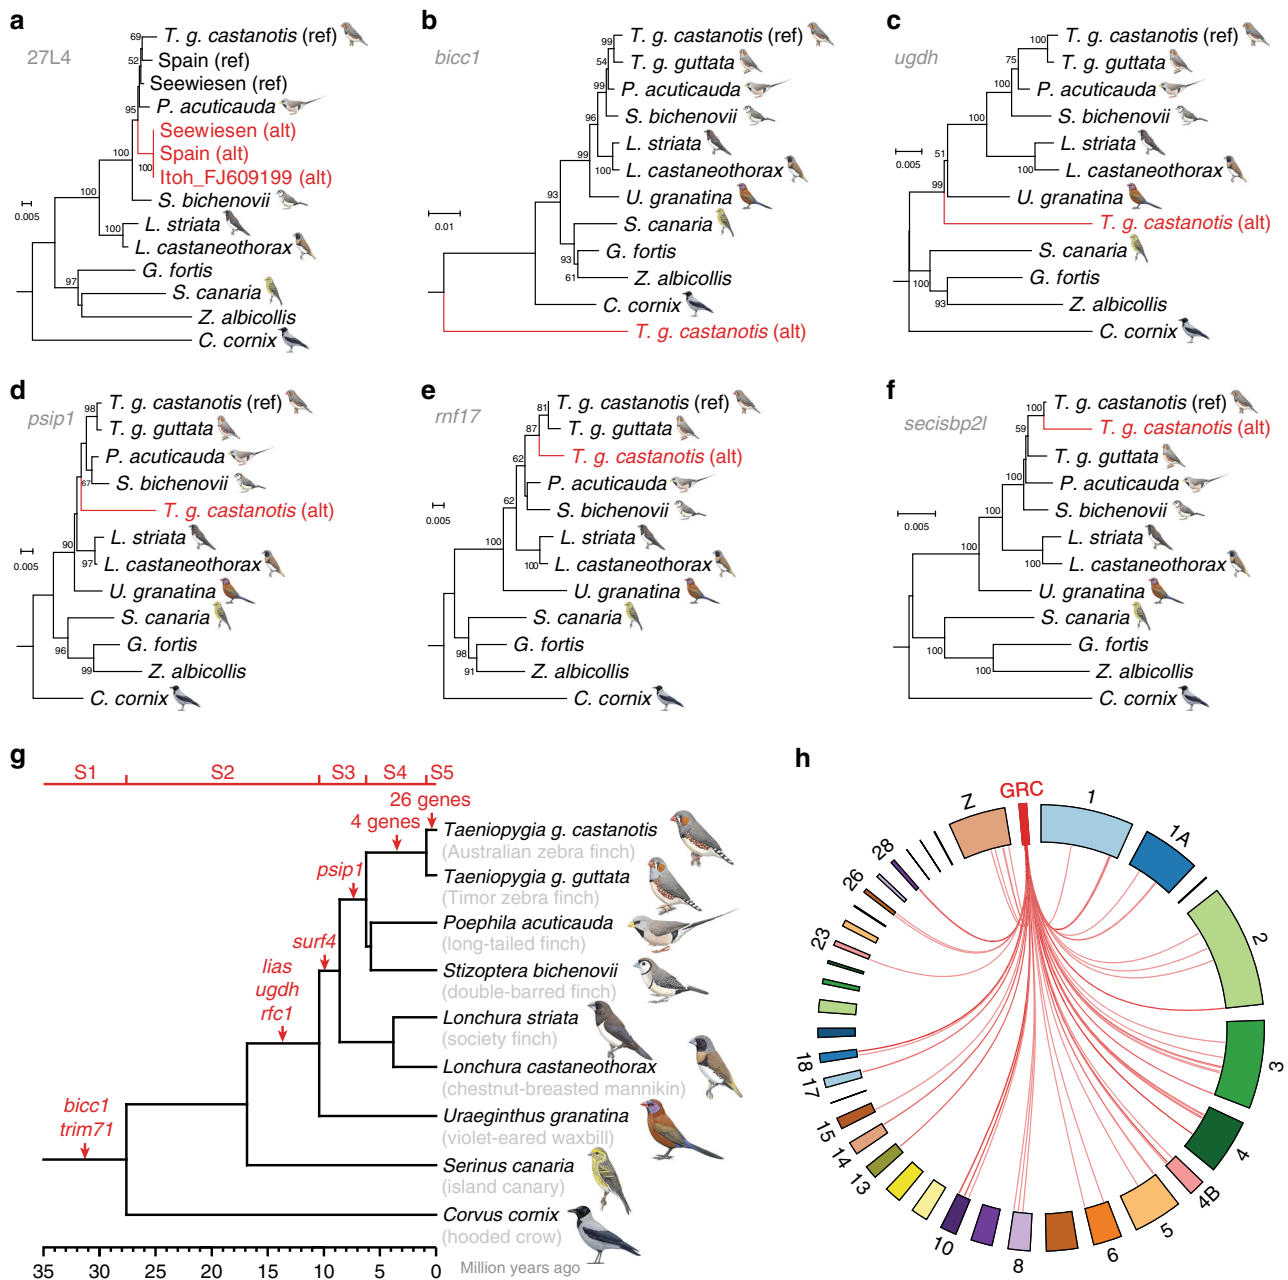 a
27L4
69
T. g. castanotis (ref)
52
Spain (ref)
Seewiesen (ref)
95
P. acuticauda
Seewiesen (alt)
100
Spain (alt)
100
Itoh_FJ609199 (alt)
100
S. bichenovii
0.005
L. striata
100
L. castaneothorax
G. fortis
97
S. canaria
Z. albicollis
C. cornix
b
bicc1
99
T. g. castanotis (ref)
54
T. g. guttata
99
P. acuticauda
96
S. bichenovii
L. striata
99
100
L. castaneothorax
93
U. granatina
0.01
S. canaria
G. fortis
93
61
Z. albicollis
C. cornix
T. g. castanotis (alt)
c
ugdh
100
T. g. castanotis (ref)
75
T. g. guttata
100
P. acuticauda
100
S. bichenovii
0.005
51
L. striata
100
L. castaneothorax
99
U. granatina
T. g. castanotis (alt)
S. canaria
100
G. fortis
93
Z. albicollis
C. cornix
d
psip1
98
T. g. castanotis (ref)
T. g. guttata
P. acuticauda
67
S. bichenovii
T. g. castanotis (alt)
90
L. striata
0.005
97
L. castaneothorax
U. granatina
S. canaria
96
G. fortis
99
Z. albicollis
C. cornix
e
rnf17
81
T. g. castanotis (ref)
87
T. g. guttata
62
T. g. castanotis (alt)
P. acuticauda
62
S. bichenovii
0.005
100
L. striata
100
L. castaneothorax
U. granatina
S. canaria
98
G. fortis
91
Z. albicollis
C. cornix
f
secisbp2l
100
T. g. castanotis (ref)
59
T. g. castanotis (alt)
T. g. guttata
100
P. acuticauda
100
S. bichenovii
0.005
L. striata
100
100
L. castaneothorax
U. granatina
S. canaria
100
G. fortis
100
Z. albicollis
C. cornix
g
S1 S2 S3 S4 S5
26 genes
4 genes
Taeniopygia g. castanotis
(Australian zebra finch)
psip1
Taeniopygia g. guttata
(Timor zebra finch)
Poephila acuticauda
(long-tailed finch)
surf4
lias
ugdh
rfc1
Stizoptera bichenovii
(double-barred finch)
Lonchura striata
(society finch)
Lonchura castaneothorax
(chestnut-breasted mannikin)
bicc1
trim71
Uraeginthus granatina
(violet-eared waxbill)
Serinus canaria
(island canary)
Corvus cornix
(hooded crow)
35 30 25 20 15 10 5 0
Million years ago
h
GRC
1
1A
2
3
4
4B
5
6
8
10
13
14
15
17
18
23
26
28
Z